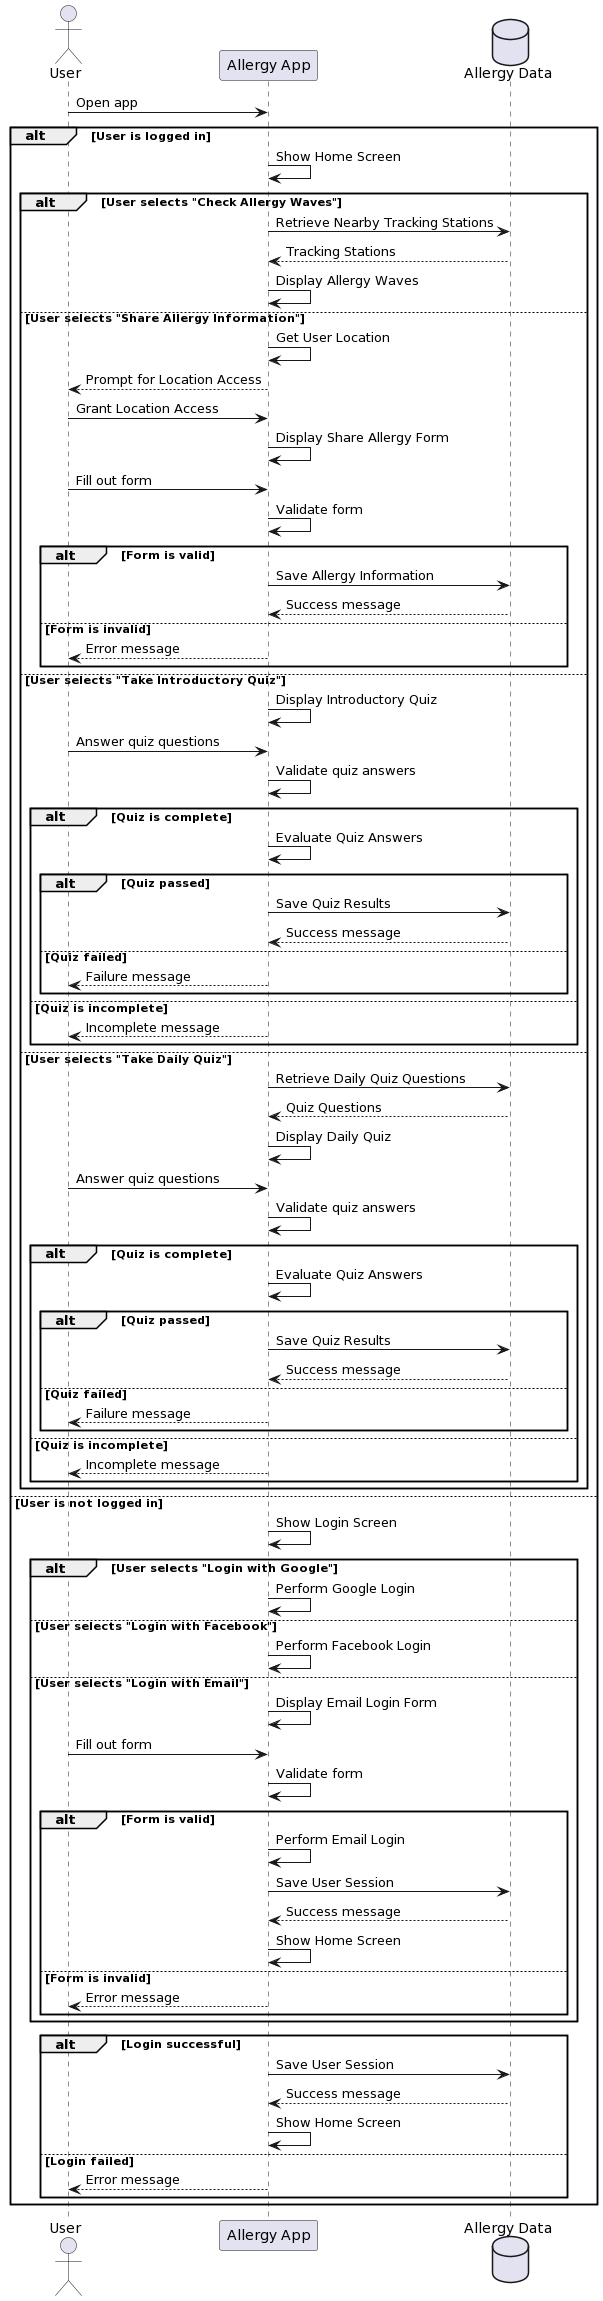 User
Allergy App
Allergy Data
Open app
alt [User is logged in]
Show Home Screen
alt [User selects "Check Allergy Waves"]
Retrieve Nearby Tracking Stations
Tracking Stations
Display Allergy Waves
[User selects "Share Allergy Information"]
Get User Location
Prompt for Location Access
Grant Location Access
Display Share Allergy Form
Fill out form
Validate form
alt [Form is valid]
Save Allergy Information
Success message
[Form is invalid]
Error message
[User selects "Take Introductory Quiz"]
Display Introductory Quiz
Answer quiz questions
Validate quiz answers
alt [Quiz is complete]
Evaluate Quiz Answers
alt [Quiz passed]
Save Quiz Results
Success message
[Quiz failed]
Failure message
[Quiz is incomplete]
Incomplete message
[User selects "Take Daily Quiz"]
Retrieve Daily Quiz Questions
Quiz Questions
Display Daily Quiz
Answer quiz questions
Validate quiz answers
alt [Quiz is complete]
Evaluate Quiz Answers
alt [Quiz passed]
Save Quiz Results
Success message
[Quiz failed]
Failure message
[Quiz is incomplete]
Incomplete message
[User is not logged in]
Show Login Screen
alt [User selects "Login with Google"]
Perform Google Login
[User selects "Login with Facebook"]
Perform Facebook Login
[User selects "Login with Email"]
Display Email Login Form
Fill out form
Validate form
alt [Form is valid]
Perform Email Login
Save User Session
Success message
Show Home Screen
[Form is invalid]
Error message
alt [Login successful]
Save User Session
Success message
Show Home Screen
[Login failed]
Error message
User
Allergy App
Allergy Data